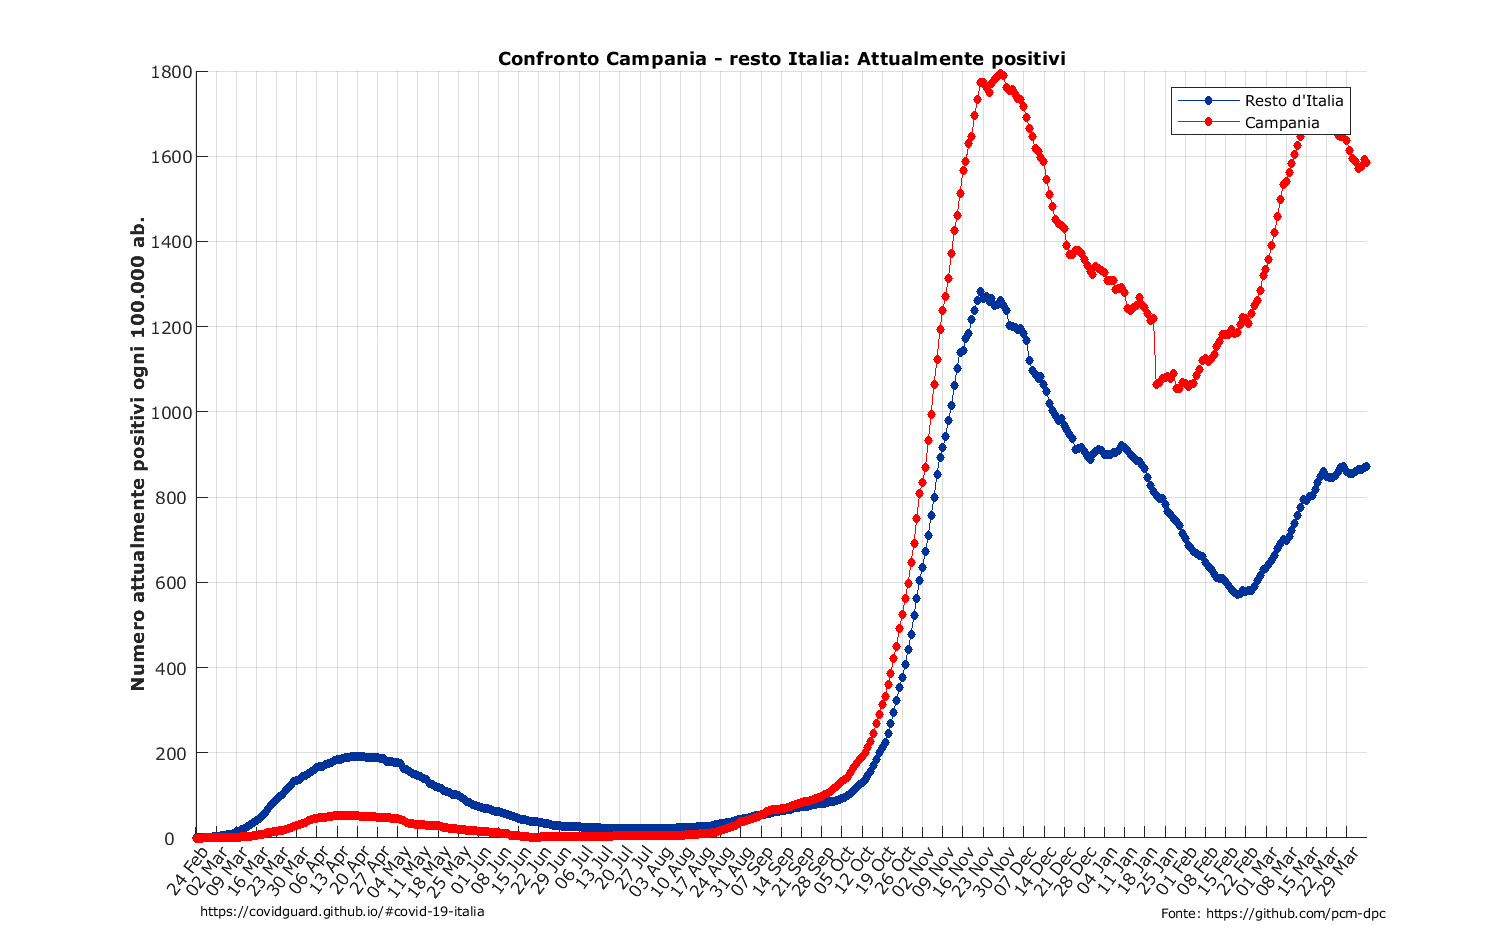 Confronto Campania - resto Italia: Attualmente positivi
Numero attualmente positivi ogni 100.000 ab.
1800
1600
1400
1200
1000
800
600
400
200
0
Resto d'Italia
Campania
24 Feb
02 Mar
09 Mar
16 Mar
23 Mar
30 Mar
06 Apr
13 Apr
20 Apr
27 Apr
04 May
11 May
18 May
25 May
01 Jun
08 Jun
15 Jun
22 Jun
29 Jun
06 Jul
13 Jul
20 Jul
27 Jul
03 Aug
10 Aug
17 Aug
24 Aug
31 Aug
07 Sep
14 Sep
21 Sep
28 Sep
05 Oct
12 Oct
19 Oct
26 Oct
02 Nov
09 Nov
16 Nov
23 Nov
30 Nov
07 Dec
14 Dec
21 Dec
28 Dec
04 Jan
11 Jan
18 Jan
25 Jan
01 Feb
08 Feb
15 Feb
22 Feb
01 Mar
08 Mar
15 Mar
22 Mar
29 Mar
https://covidguard.github.io/#covid-19-italia
Fonte: https://github.com/pcm-dpc